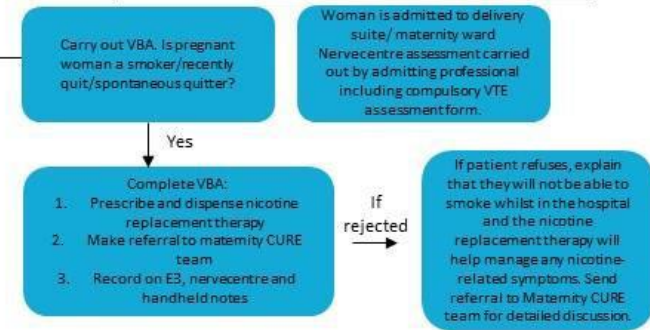 Carry out VBA. Is pregnant
woman a smoker/recently
quit/spontaneous quitter?
Woman is admitted to delivery
suite/ maternity ward
Nervecentre assessment carried
out by admitting professional
including compulsory VTE
assessment form.
Yes
Complete VBA:
1. Prescribe and dispense nicotine
replacement therapy
2. Make referral to maternity CURE
team
3. Record on E3, nervecentre and
handheld notes
If
rejected
If patient refuses, explain
that they will not be able to
smoke whilst in the hospital
and the nicotine
replacement therapy will
help manage any nicotine-
related symptoms. Send
referral to Maternity CURE
team for detailed discussion.